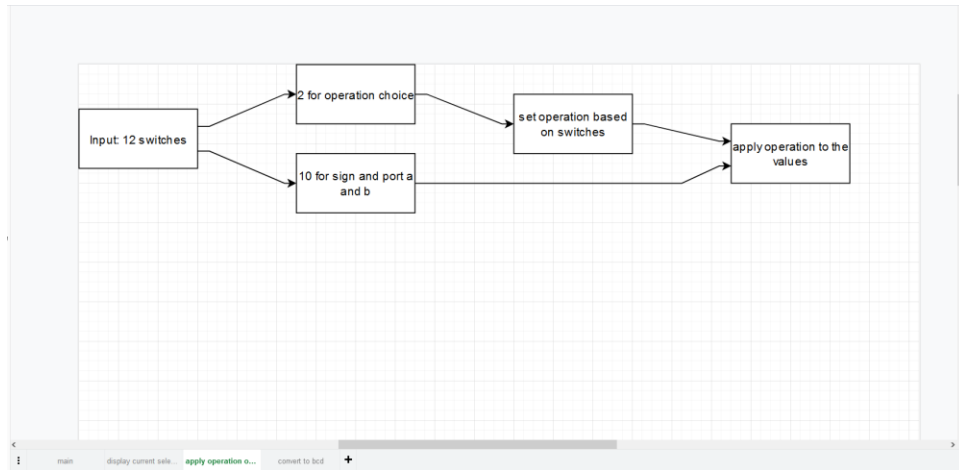 2 for operation choice
Input: 12 switches
set operation based
on switches
apply operation to the
values
10 for sign and port a
and b
main
display current sele...
apply operation o...
convert to bcd